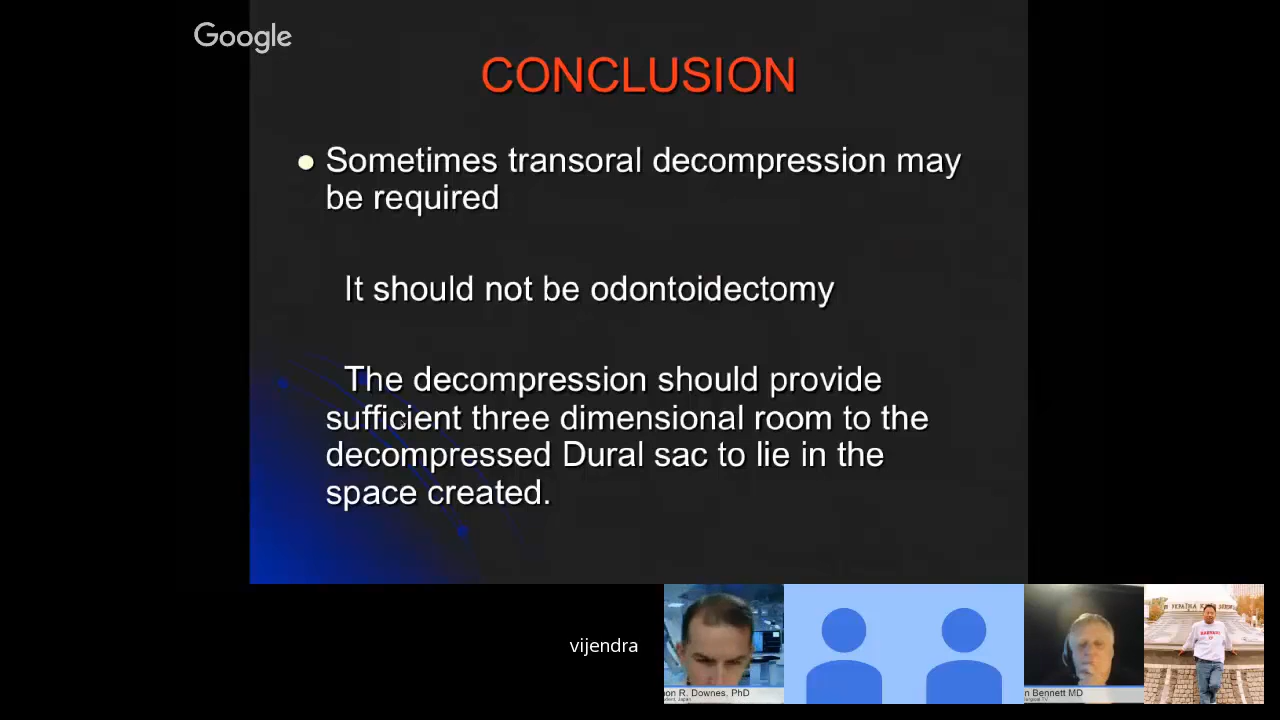 Google
CONCLUSION
Sometimes transoral decompression may
be required
It should not be odontoidectomy
The decompression should provide
sufficient three dimensional room to the
decompressed Dural sac to lie in the
space created.
vijendra
R. Downes, PhD
Bennett MD